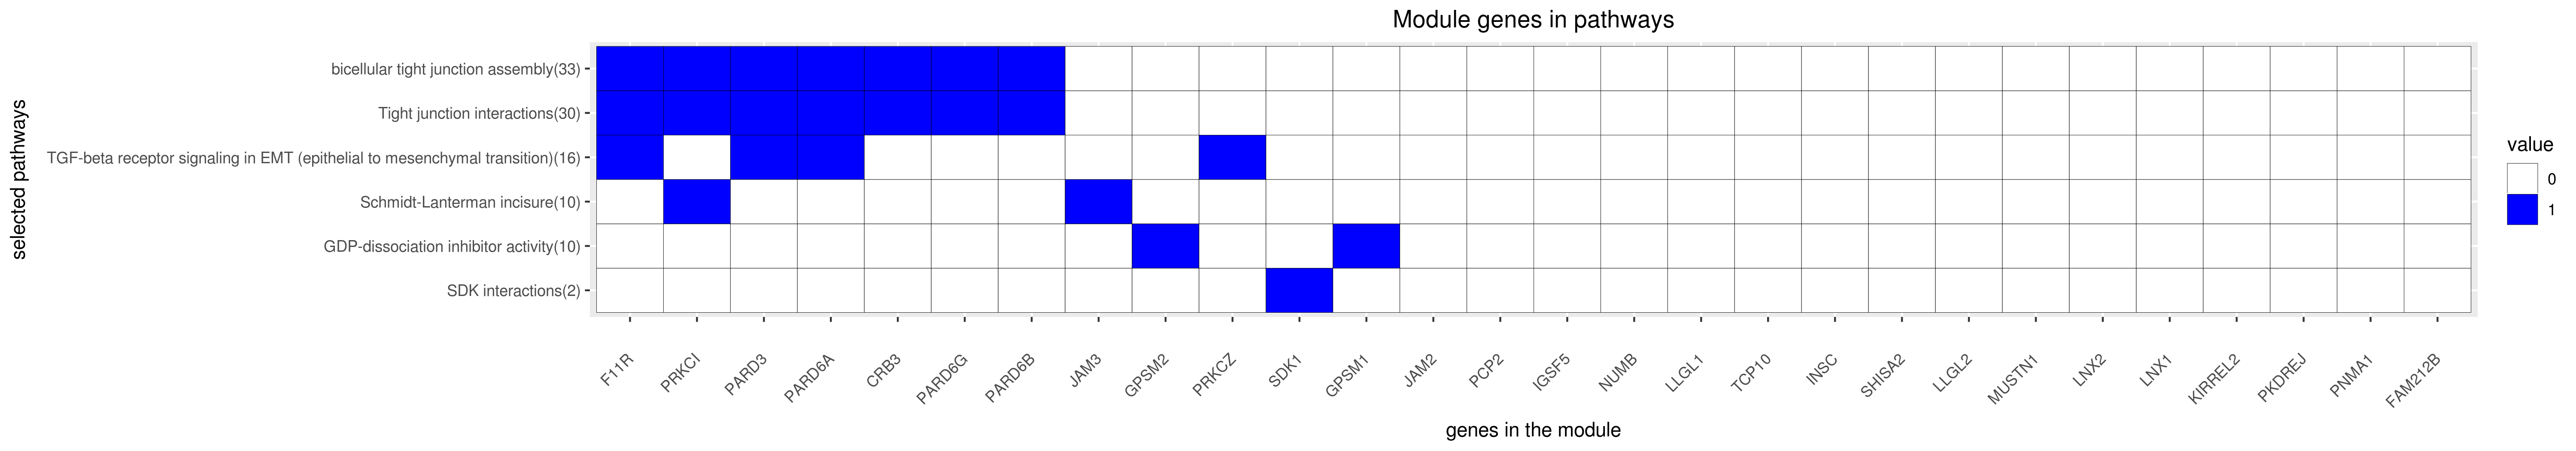 Module genes in pathways
selected pathways
bicellular tight junction assembly(33)
Tight junction interactions(30)
TGF-beta receptor signaling in EMT (epithelial to mesenchymal transition)(16)
Schmidt-Lanterman incisure(10)
GDP-dissociation inhibitor activity(10)
SDK interactions(2)
F11R
PRKCI
PARD3
PARD6A
CRB3
PARD6G
PARD6B
JAM3
GPSM2
PRKCZ
SDK1
GPSM1
JAM2
PCP2
IGSF5
NUMB
LLGL1
TCP10
INSC
SHISA2
LLGL2
MUSTN1
LNX2
LNX1
KIRREL2
PKDREJ
PNMA1
FAM212B
genes in the module
value
0
1